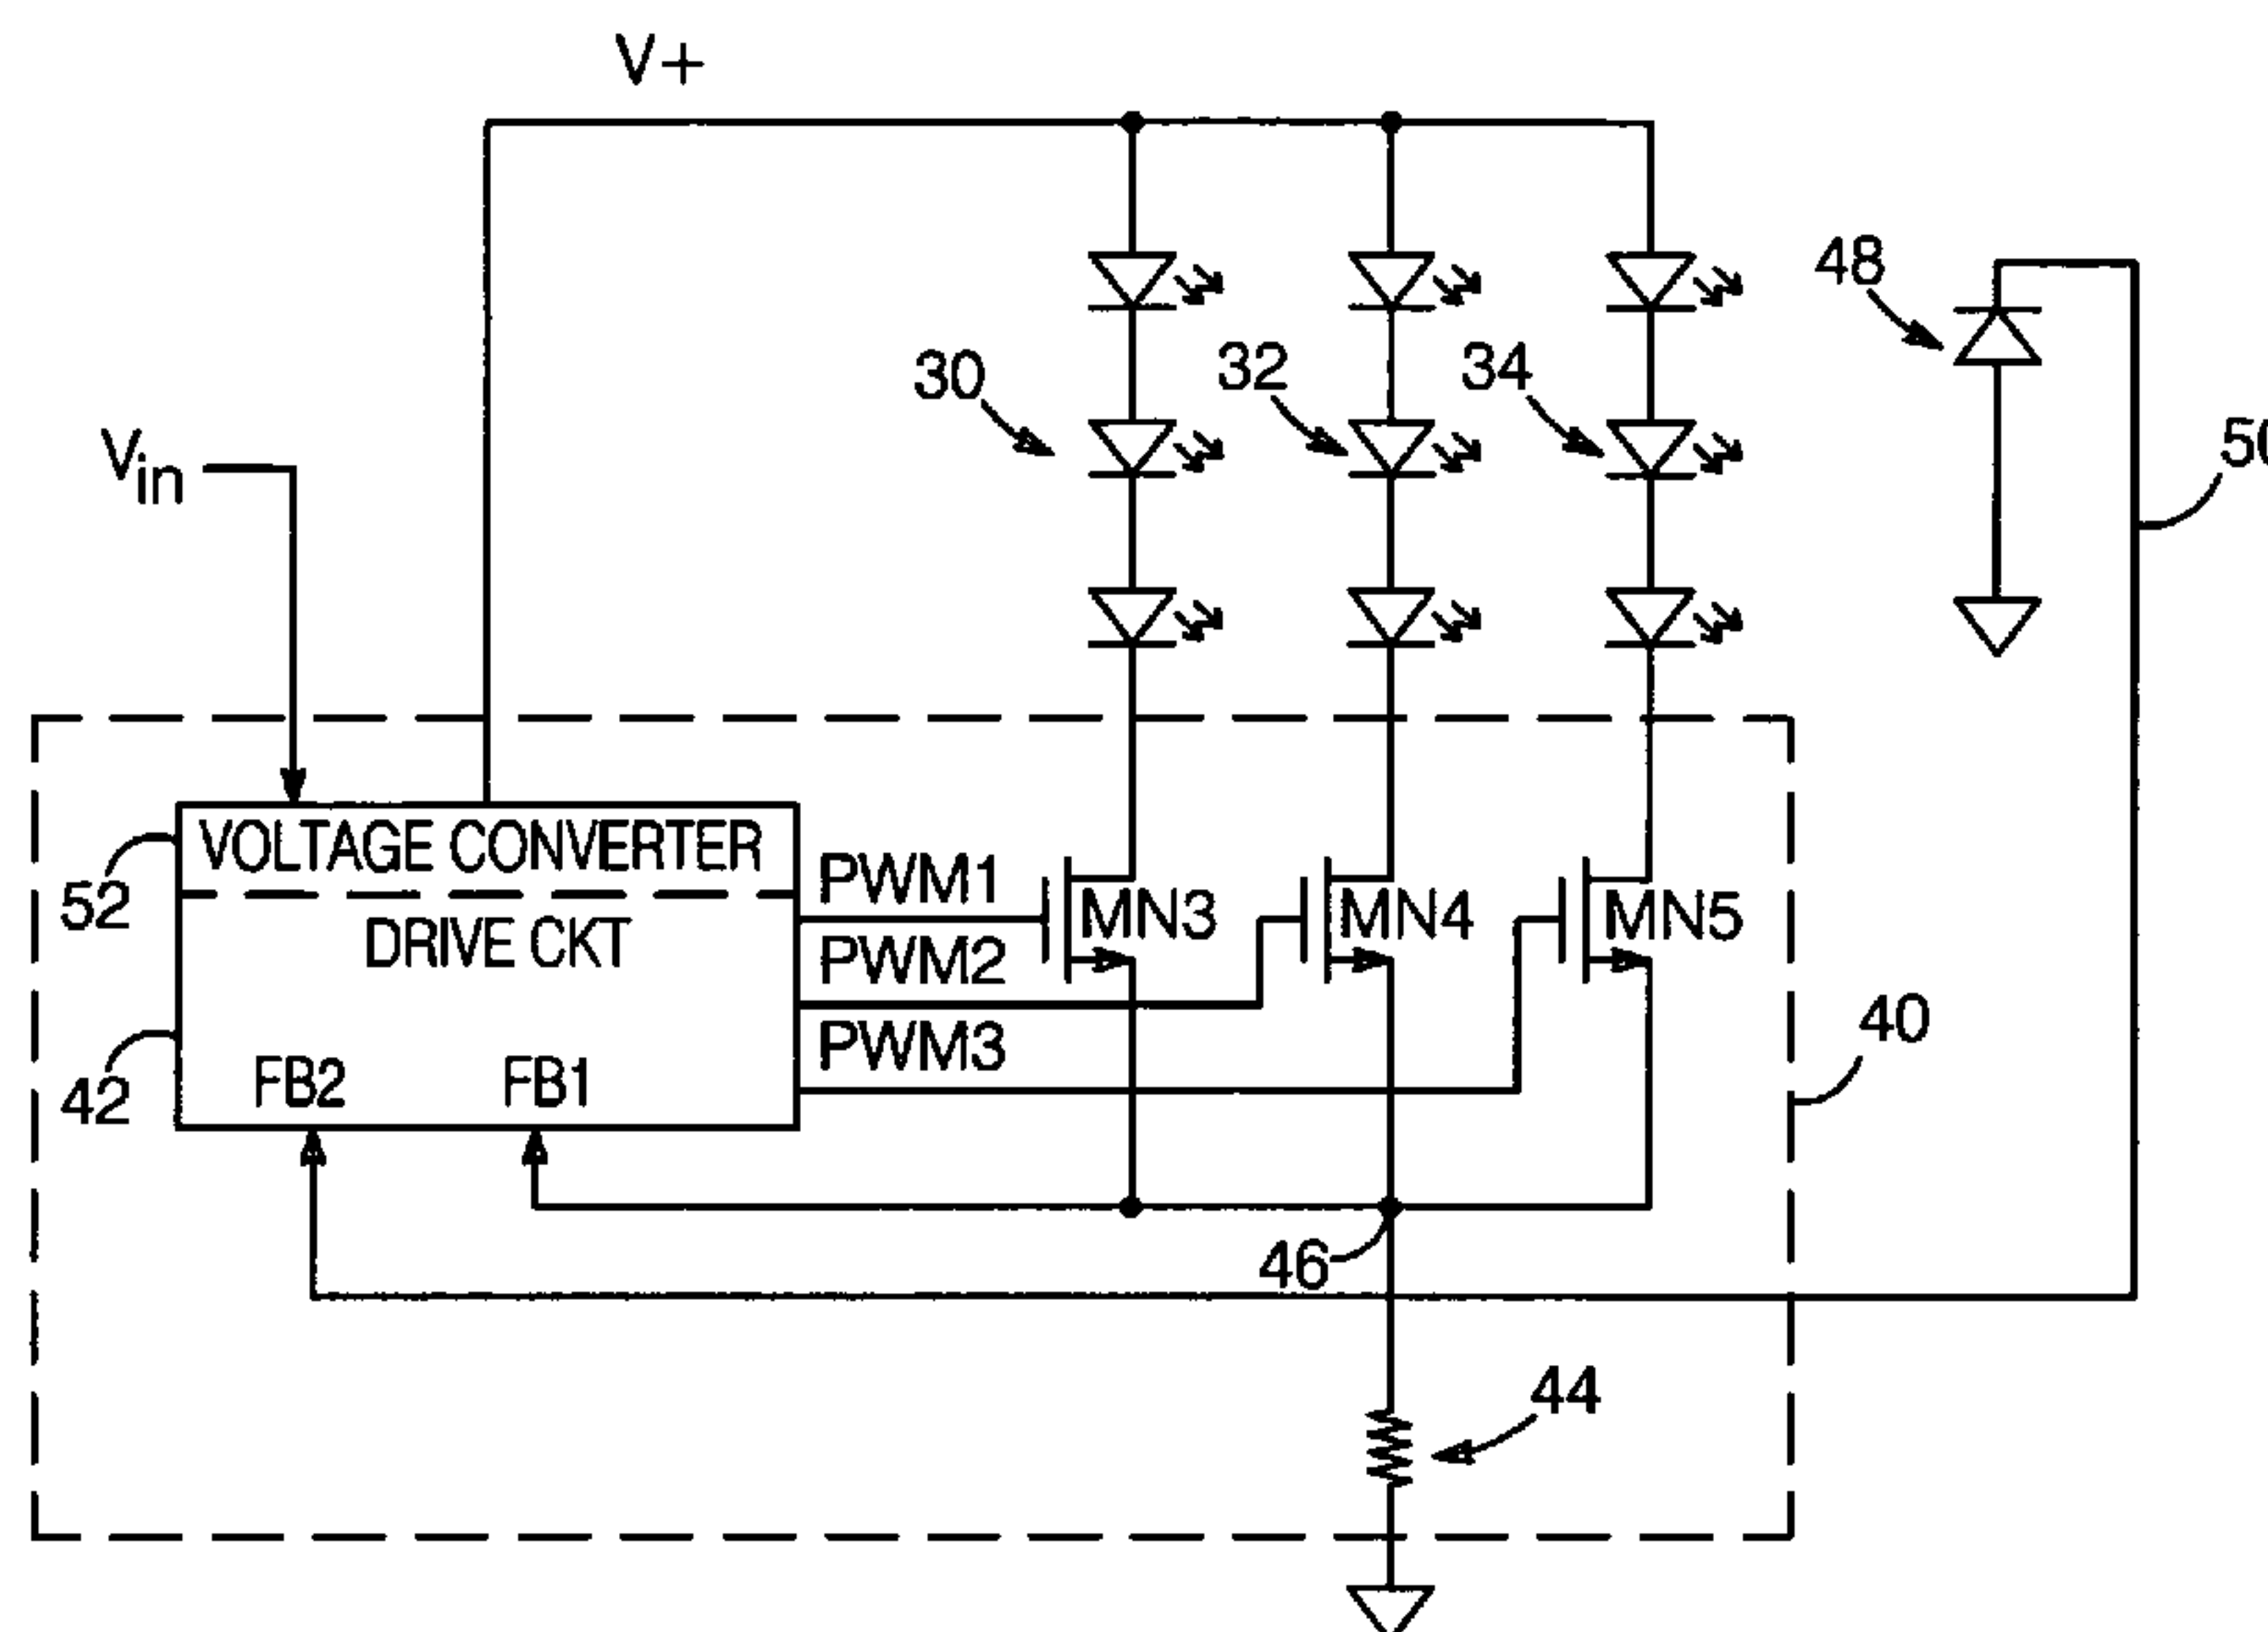 V+
48
30
32
34
Vin
VOLTAGE CONVERTER
52
PWM1
MN3
MN4
MN5
DRIVE CKT
PWM2
40
PWM3
FB2
FB1
42
46
44